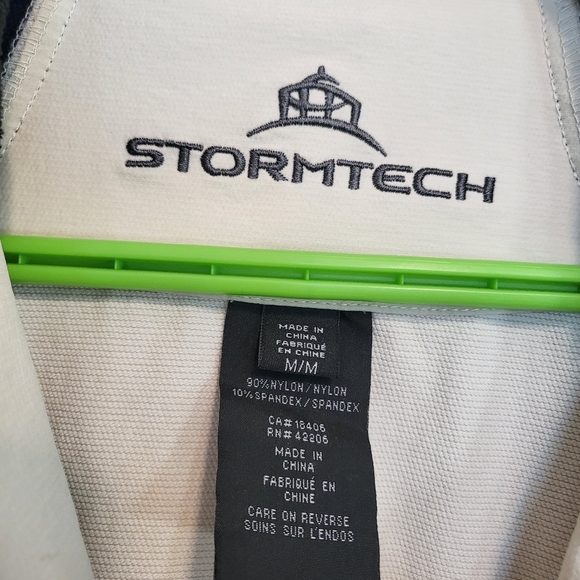 STORMTECH
MADE IN
CHINA
FABRIQUÉ
EN CHINE
M/M
90%NYLON/NYLON
10%SPANDEX/SPANDEX
CA# 18406
RN# 42206
MADE IN
CHINA
FABRIQUÉ EN
CHINE
CARE ON REVERSE
SOINS SUR L'ENDOS